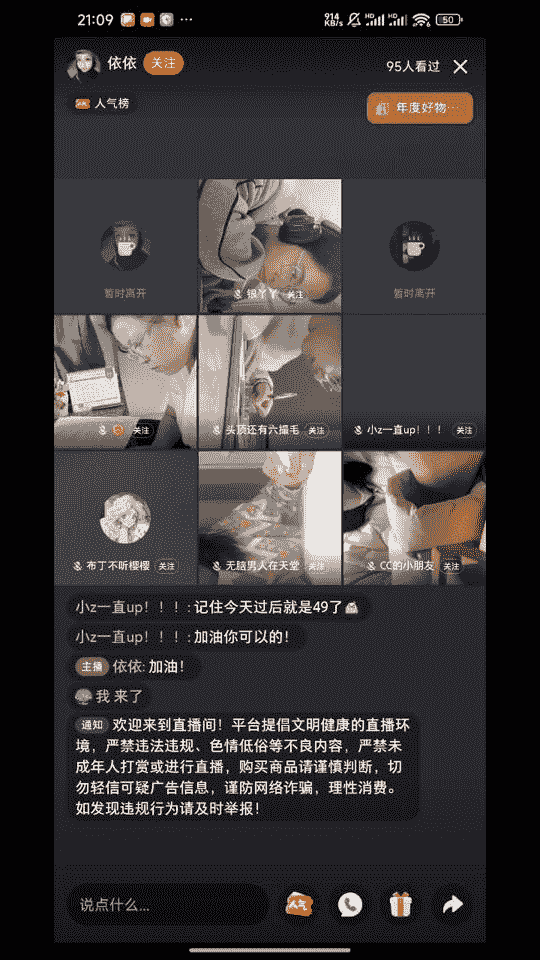 21:09
914 KB/s HD HD 50
依依 关注
95人看过
人气 人气榜
年度好物…
暂时离开
银丫丫 关注
暂时离开
关注
头顶还有六撮毛 关注
小z一直up！！！ 关注
布丁不听樱樱 关注
无脑男人在天堂 关注
CC的小朋友 关注
小z一直up！！！: 记住今天过后就是49了
小z一直up！！！: 加油你可以的！
主播 依依: 加油！
我 来了
通知 欢迎来到直播间！平台提倡文明健康的直播环
境，严禁违法违规、色情低俗等不良内容，严禁未
成年人打赏或进行直播，购买商品请谨慎判断，切
勿轻信可疑广告信息，谨防网络诈骗，理性消费。
如发现违规行为请及时举报！
说点什么...
人气